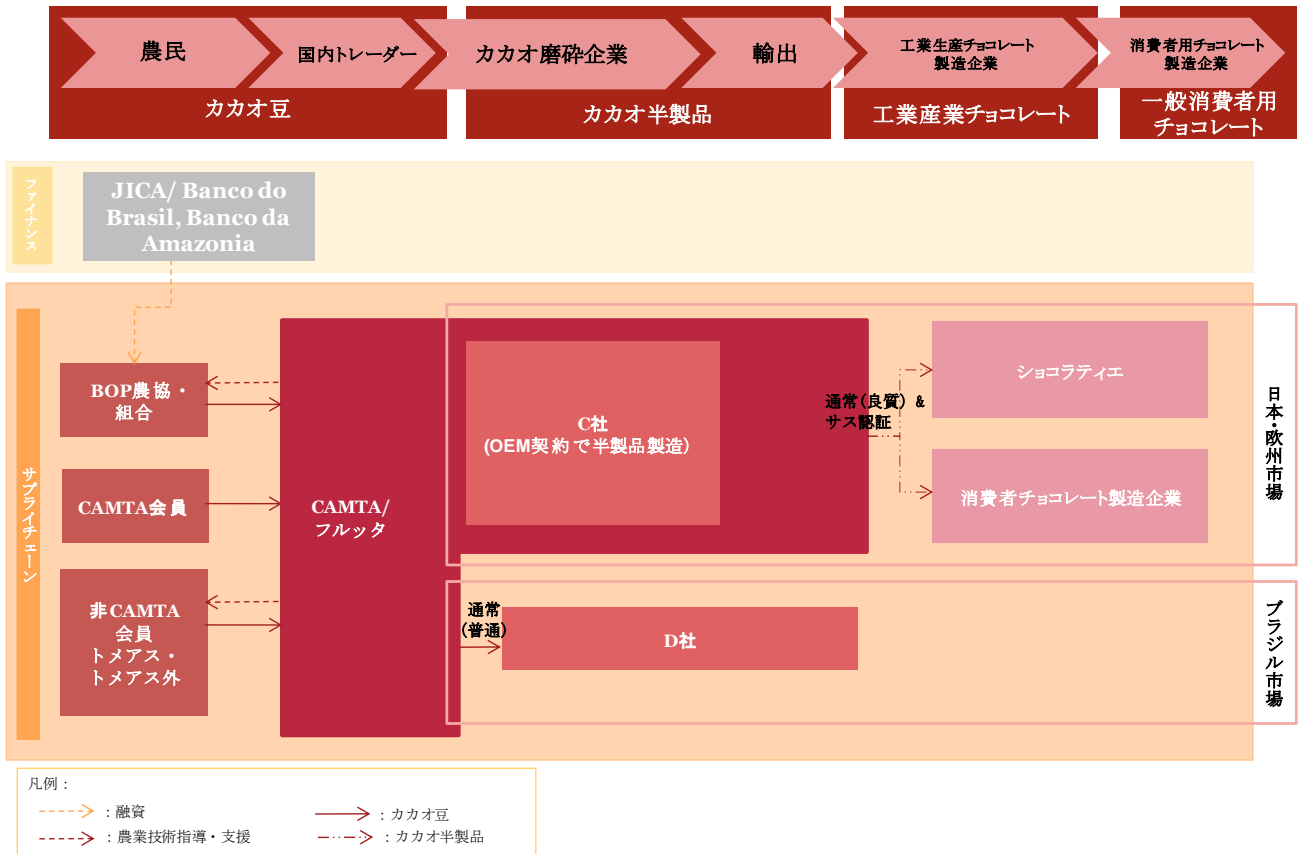 農民
国内トレーダー
カカオ磨砕企業
輸出
工業生産チョコレート
製造企業
消費者用チョコレート
製造企業
カカオ豆
カカオ半製品
工業産業チョコレート
一般消費者用
チョコレート
ファイナンス
JICA/ Banco do
Brasil, Banco da
Amazonia
サプライチェーン
BOP農協・
組合
CAMTA会員
非CAMTA
会員
トメアス・
トメアス外
CAMTA/
フルッタ
C社
(OEM契約で半製品製造)
通常(良質) &
サス認証
ショコラティエ
消費者チョコレート製造企業
日本・欧州市場
通常
(普通)
D社
ブラジル市場
凡例：
：融資
：カカオ豆
：農業技術指導・支援
：カカオ半製品